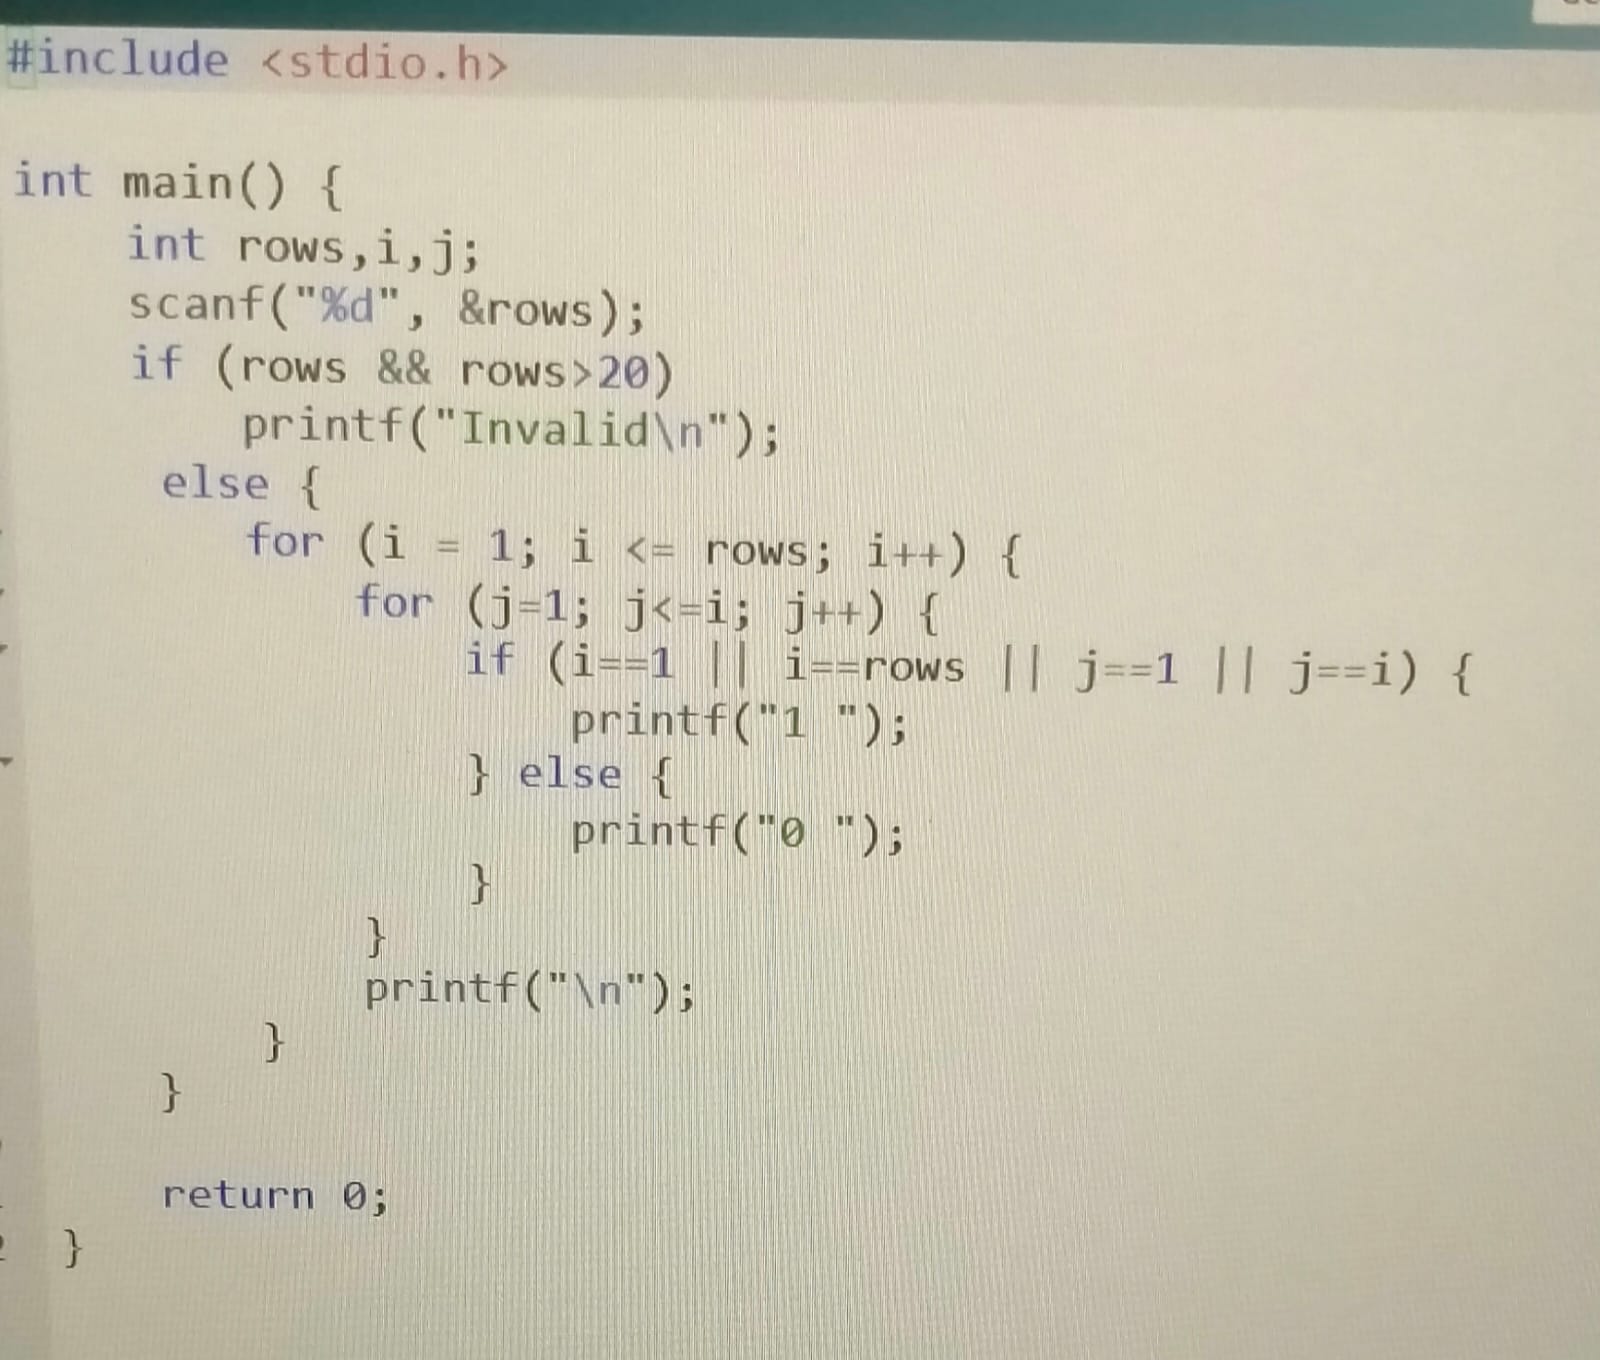 #include <stdio.h>
int main() {
int rows,i,j;
scanf("%d", &rows);
if (rows && rows>20)
printf("Invalid\n");
else {
for (i = 1; i <= rows; i++) {
for (j=1; j<=i; j++) {
if (i==1 || i==rows || j==1 || j==i) {
printf("1 ");
} else {
printf("0 ");
}
}
printf("\n");
}
}
return 0;
}